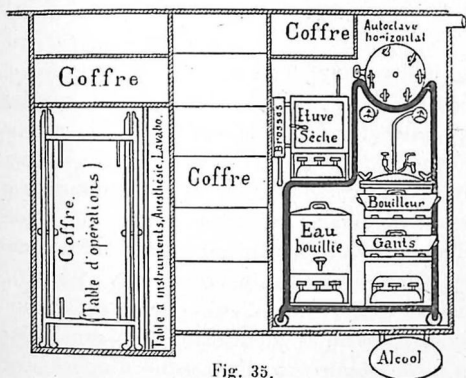 Coffre
Coffre.
(Table d'opérations)
Table a instruments, Anesthésie, Lavabo.
Coffre
Coffre
Autoclave
horizontal
Brosses
Etuve
Sèche
Eau
bouillie
Bouilleur
Gants
Alcool
Fig. 35.